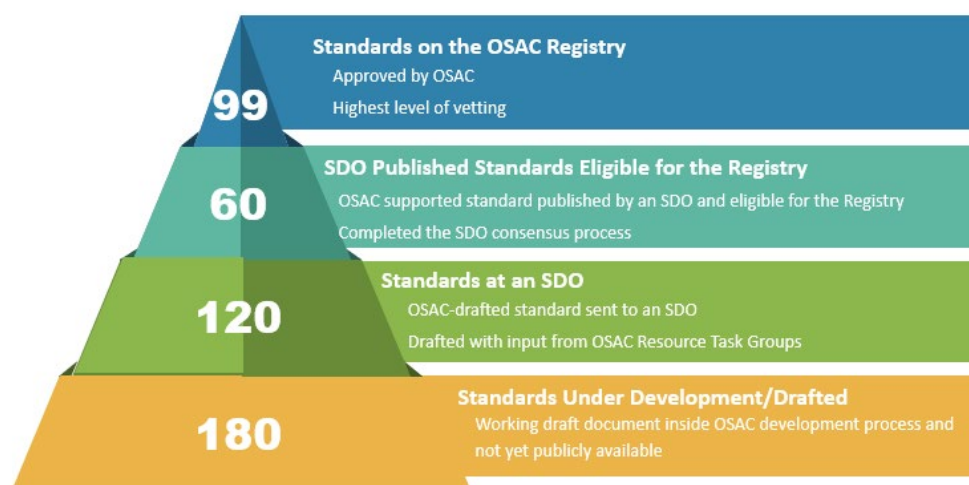 Standards on the OSAC Registry
Approved by OSAC
99
Highest level of vetting
SDO Published Standards Eligible for the Registry
60
OSAC supported standard published by an SDO and eligible for the Registry
Completed the SDO consensus process
Standards at an SDO
120
OSAC-drafted standard sent to an SDO
Drafted with input from OSAC Resource Task Groups
Standards Under Development/Drafted
180
Working draft document inside OSAC development process and
not yet publicly available